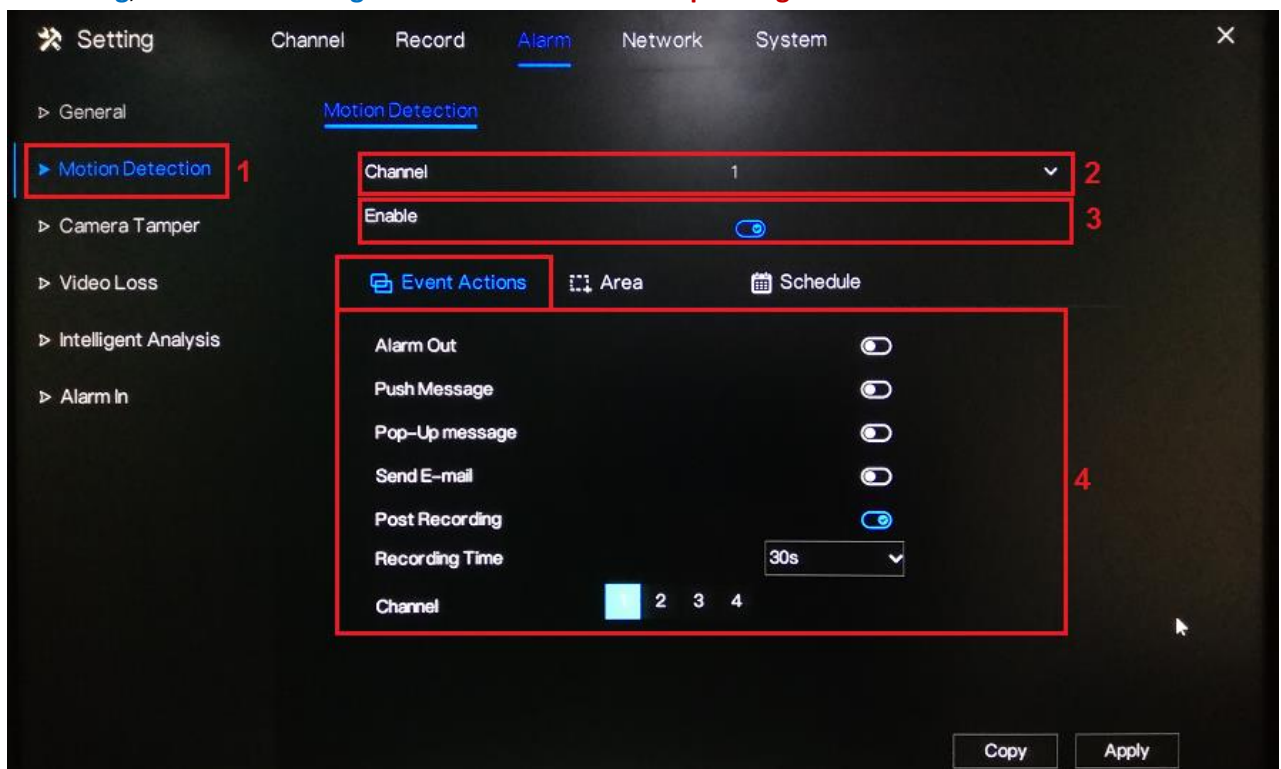 Setting Channel Record Alarm Network System
General Motion Detection
Motion Detection 1 Channel 1 2
Enable 3
Camera Tamper
Video Loss Event Actions Area Schedule
Intelligent Analysis Alarm Out
Alarm In Push Message
Pop-Up message
Send E-mail 4
Post Recording
Recording Time 30s
Channel 1 2 3 4
Copy Apply